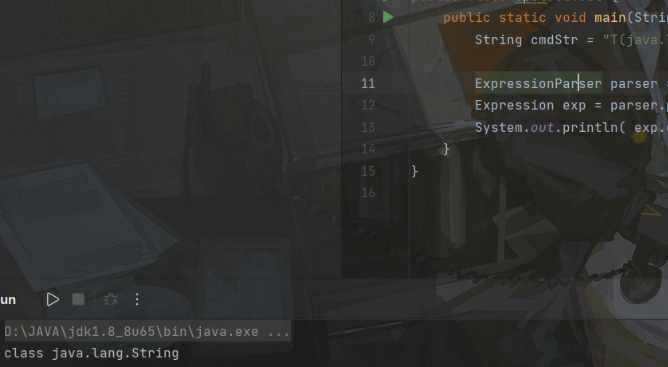 8 public static void main(Strin
9 String cmdStr = "T(java.
10
11 ExpressionParser parser =
12 Expression exp = parser.p
13 System.out.println( exp.
14 }
15 }
16
un
D:\JAVA\jdk1.8_8u65\bin\java.exe ...
class java.lang.String